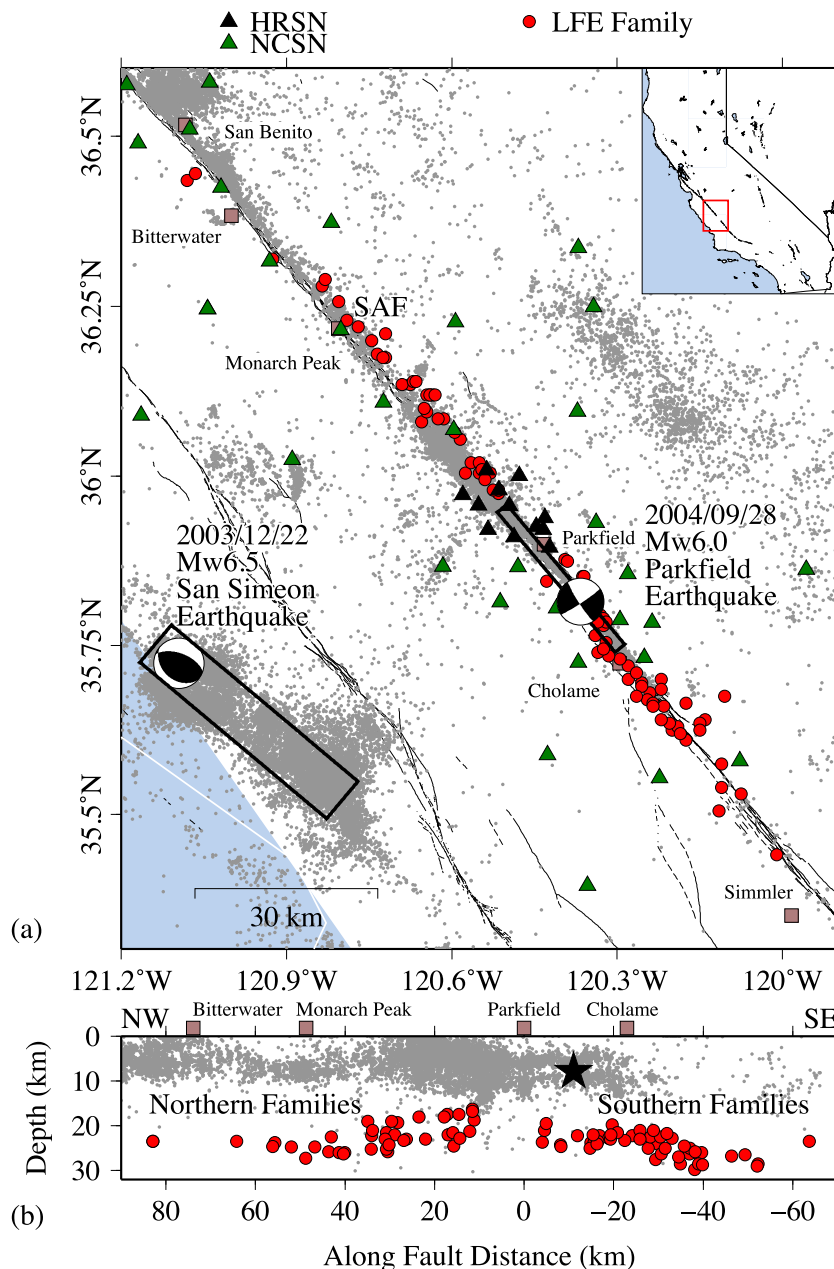 HRSN
NCSN
LFE Family
36.5°N
36.25°N
36°N
35.75°N
35.5°N
San Benito
Bitterwater
SAF
Monarch Peak
2003/12/22
Mw6.5
San Simeon
Earthquake
Parkfield
2004/09/28
Mw6.0
Parkfield
Earthquake
Cholame
Simmler
30 km
(a)
121.2°W 120.9°W 120.6°W 120.3°W 120°W
Bitterwater Monarch Peak Parkfield Cholame
NW SE
0
10
20
30
Depth (km)
Northern Families Southern Families
(b)
80 60 40 20 0 −20 −40 −60
Along Fault Distance (km)